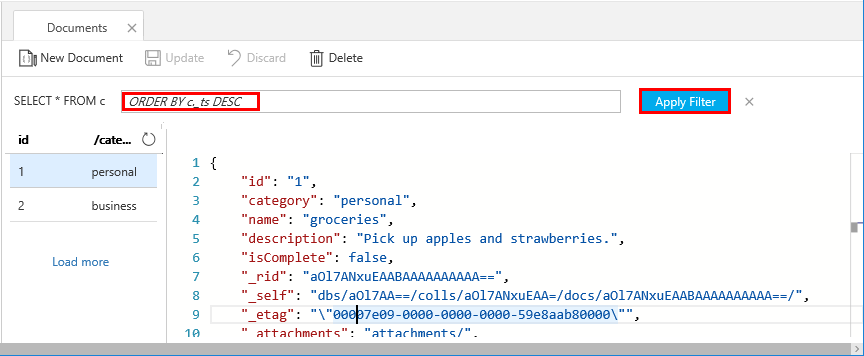 Documents
New Document Update Discard Delete
SELECT * FROM c ORDER BY c_ts DESC Apply Filter
id /cate...
1 personal
2 business
Load more
1 {
2 "id": "1",
3 "category": "personal",
4 "name": "groceries",
5 "description": "Pick up apples and strawberries.",
6 "isComplete": false,
7 "_rid": "aOl7ANxuEAABAAAAAAAAAA==",
8 "_self": "dbs/aOl7AA==/colls/aOl7ANxuEAA=/docs/aOl7ANxuEAABAAAAAAAAAA==/",
9 "_etag": "\"00007e09-0000-0000-0000-59e8aab80000\"",
10 "_attachments": "attachments/",